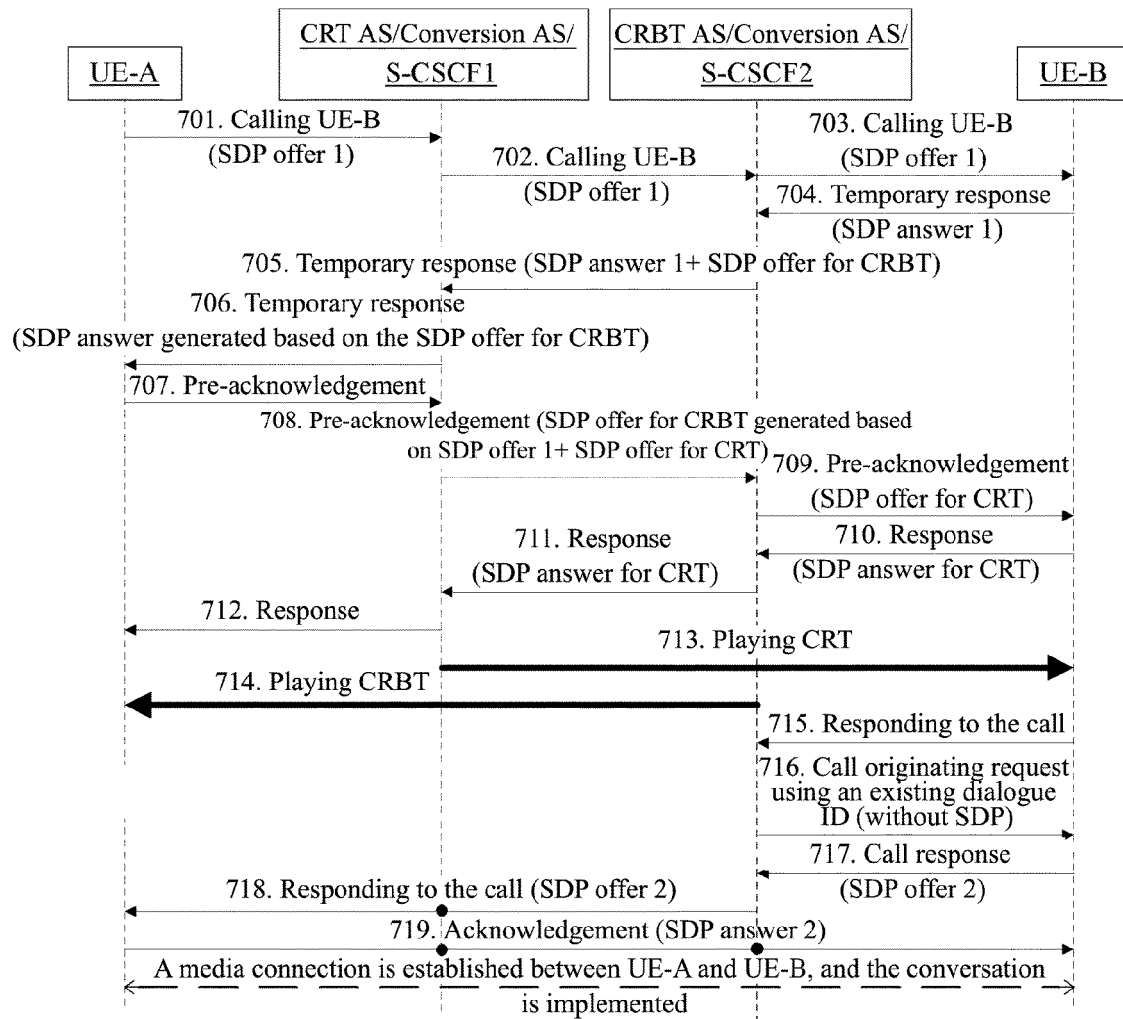 UE-A
CRT AS/Conversion AS/
S-CSCF1
CRBT AS/Conversion AS/
S-CSCF2
UE-B
701. Calling UE-B
(SDP offer 1)
702. Calling UE-B
(SDP offer 1)
703. Calling UE-B
(SDP offer 1)
704. Temporary response
(SDP answer 1)
705. Temporary response (SDP answer 1+ SDP offer for CRBT)
706. Temporary response
(SDP answer generated based on the SDP offer for CRBT)
707. Pre-acknowledgement
708. Pre-acknowledgement (SDP offer for CRBT generated based
on SDP offer 1+ SDP offer for CRT)
709. Pre-acknowledgement
(SDP offer for CRT)
710. Response
(SDP answer for CRT)
711. Response
(SDP answer for CRT)
712. Response
713. Playing CRT
714. Playing CRBT
715. Responding to the call
716. Call originating request
using an existing dialogue
ID (without SDP)
717. Call response
(SDP offer 2)
718. Responding to the call (SDP offer 2)
719. Acknowledgement (SDP answer 2)
A media connection is established between UE-A and UE-B, and the conversation
is implemented